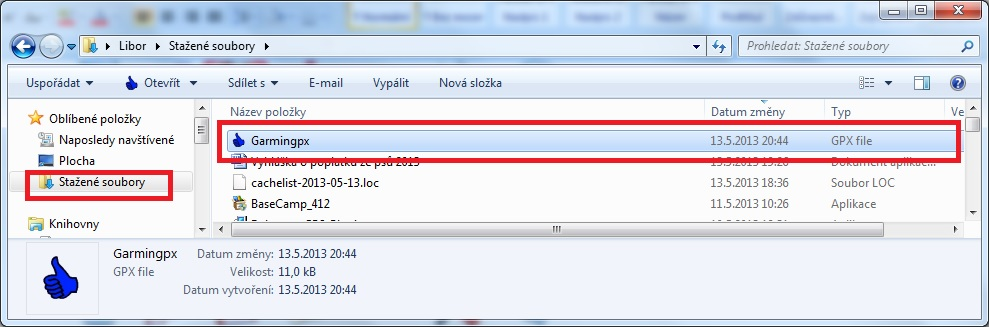 Libor Stažené soubory
Prohledat: Stažené soubory
Uspořádat Otevřít Sdílet s E-mail Vypálit Nová složka
Název položky Datum změny Typ Ve
Oblíbené položky
Naposledy navštívené
Plocha
Stažené soubory
Knihovny
Garmingpx 13.5.2013 20:44 GPX file
Vyhláška o poplatku ze psů 2013 Dokument aplikac...
cachelist-2013-05-13.loc 13.5.2013 18:36 Soubor LOC
BaseCamp_412 11.5.2013 10:26 Aplikace
Garmingpx Datum změny: 13.5.2013 20:44
GPX file Velikost: 11,0 kB
Datum vytvoření: 13.5.2013 20:44